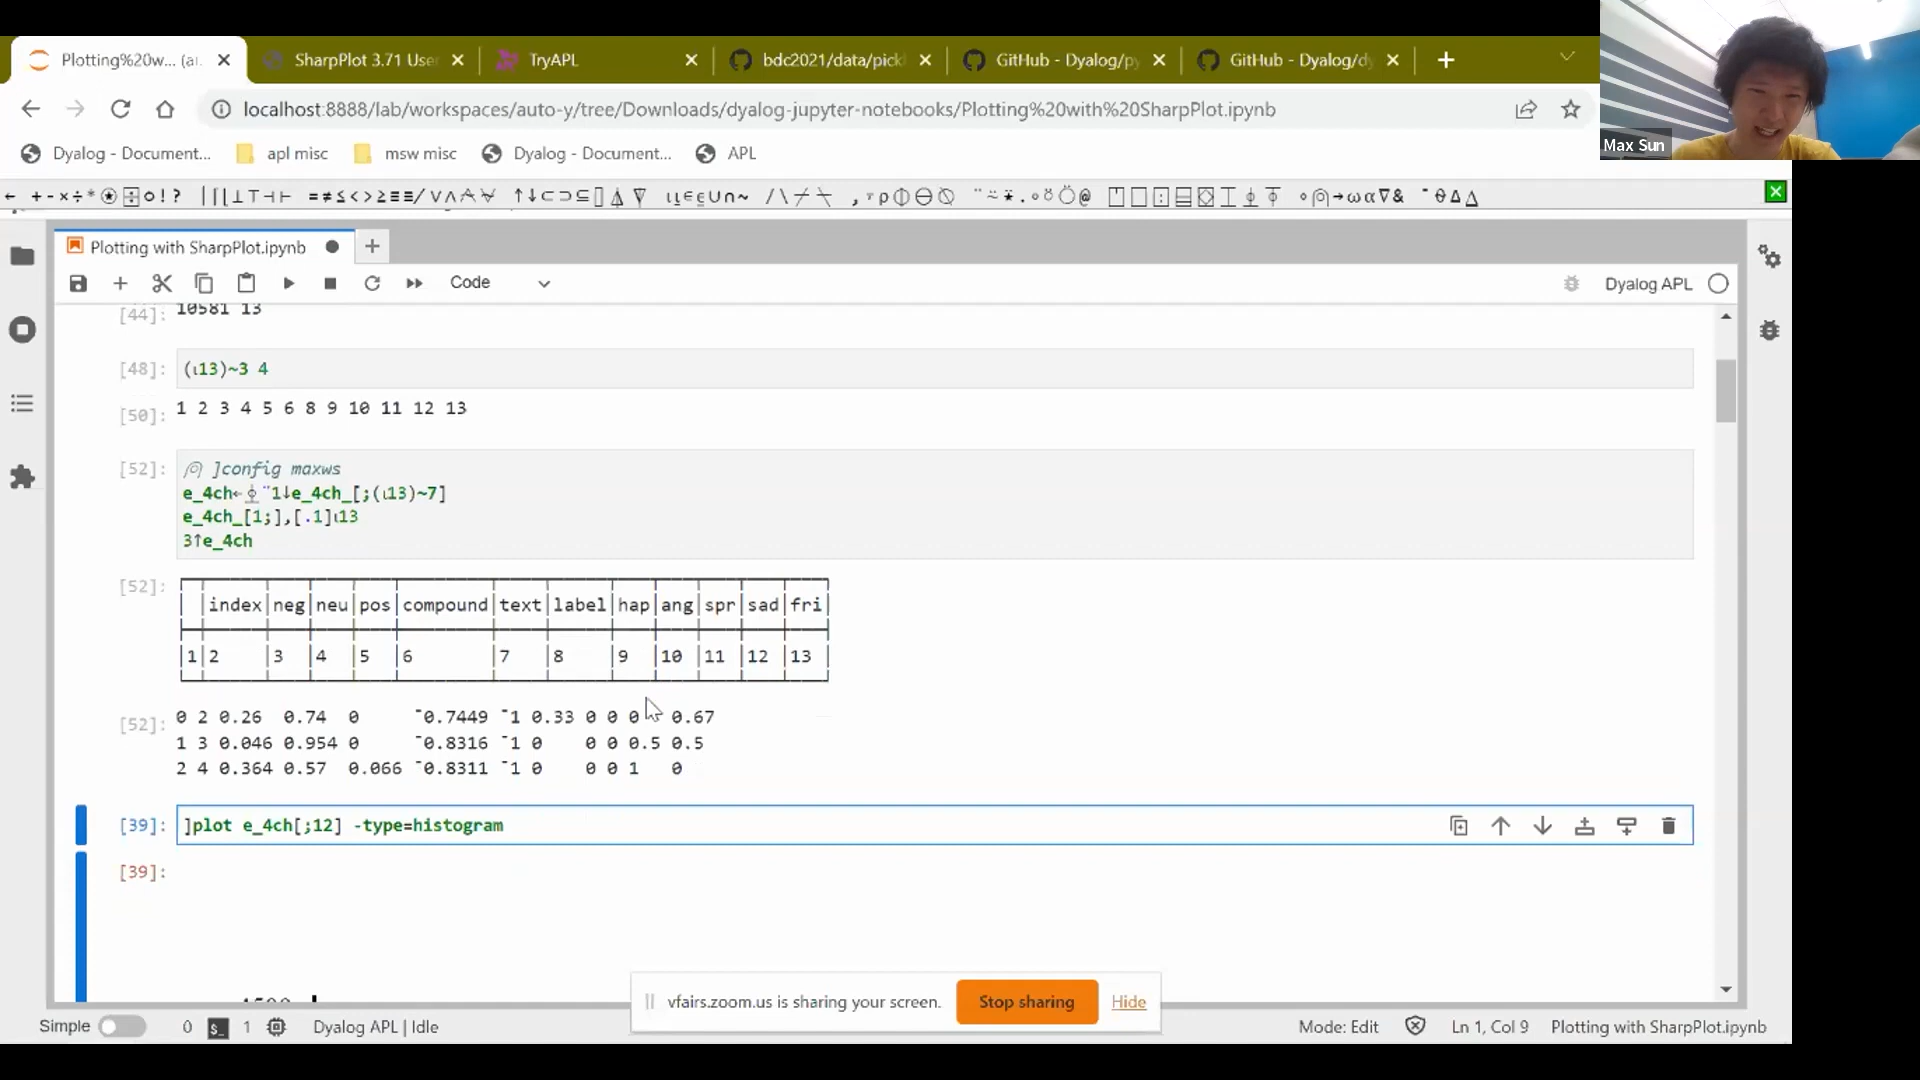 Plotting%20w... (au
SharpPlot 3.71 User
TryAPL
bdc2021/data/pick
GitHub - Dyalog/py
GitHub - Dyalog/dy
localhost:8888/lab/workspaces/auto-y/tree/Downloads/dyalog-jupyter-notebooks/Plotting%20with%20SharpPlot.ipynb
Max Sun
Dyalog - Document...
apl misc
msw misc
Dyalog - Document...
APL
Plotting with SharpPlot.ipynb
Code
Dyalog APL
[44]: 10581 13
[48]: (⍳13)~3 4
[50]: 1 2 3 4 5 6 8 9 10 11 12 13
[52]: ⍝ ]config maxws
e_4ch←⍎¨1↓e_4ch_[;(⍳13)~7]
e_4ch_[1;],[.1]⍳13
3↑e_4ch
[52]: index neg neu pos compound text label hap ang spr sad fri
1 2 3 4 5 6 7 8 9 10 11 12 13
[52]: 0 2 0.26 0.74 0 ¯0.7449 ¯1 0.33 0 0 0 0.67
1 3 0.046 0.954 0 ¯0.8316 ¯1 0 0 0 0.5 0.5
2 4 0.364 0.57 0.066 ¯0.8311 ¯1 0 0 0 1 0
[39]: ]plot e_4ch[;12] -type=histogram
[39]:
vfairs.zoom.us is sharing your screen.
Stop sharing
Hide
Simple
0
1
Dyalog APL | Idle
Mode: Edit
Ln 1, Col 9
Plotting with SharpPlot.ipynb